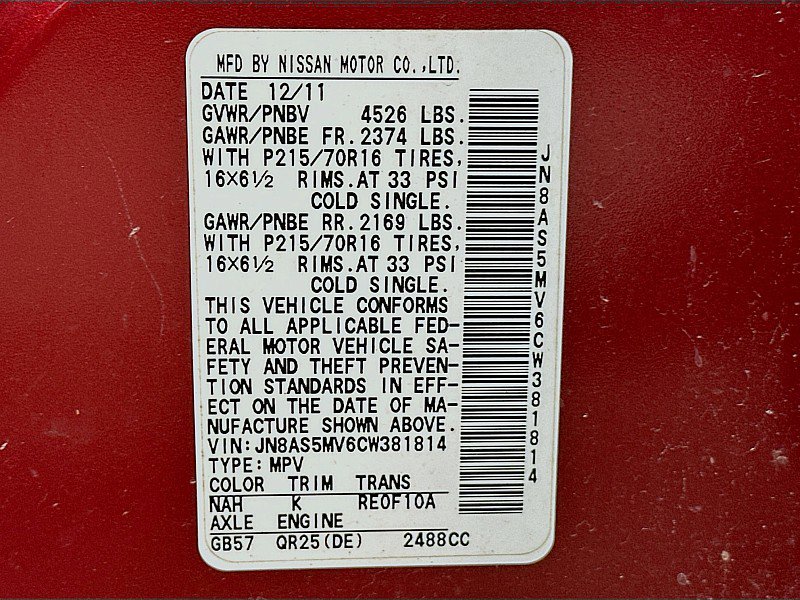 MFD BY NISSAN MOTOR CO.,LTD.
DATE 12/11
GVWR/PNBV 4526 LBS.
GAWR/PNBE FR.2374 LBS.
WITH P215/70R16 TIRES,
16×6½ RIMS.AT 33 PSI
COLD SINGLE.
GAWR/PNBE RR.2169 LBS.
WITH P215/70R16 TIRES,
16×6½ RIMS.AT 33 PSI
COLD SINGLE.
THIS VEHICLE CONFORMS
TO ALL APPLICABLE FED-
ERAL MOTOR VEHICLE SA-
FETY AND THEFT PREVEN-
TION STANDARDS IN EFF-
ECT ON THE DATE OF MA-
NUFACTURE SHOWN ABOVE.
VIN:JN8AS5MV6CW381814
TYPE:MPV
COLOR TRIM TRANS
NAH K RE0F10A
AXLE ENGINE
GB57 QR25(DE) 2488CC
JN8AS5MV6CW381814